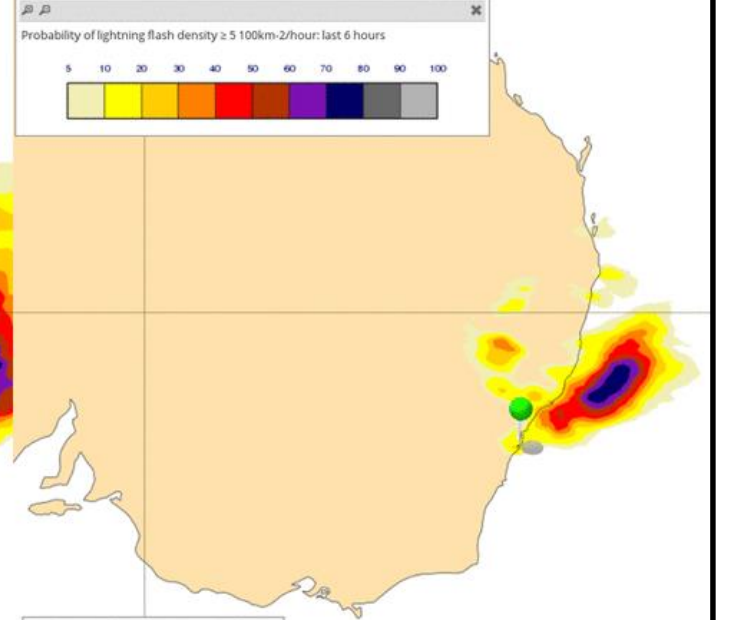 Probability of lightning flash density ≥ 5 100km-2/hour: last 6 hours
5 10 20 30 40 50 60 70 80 90 100